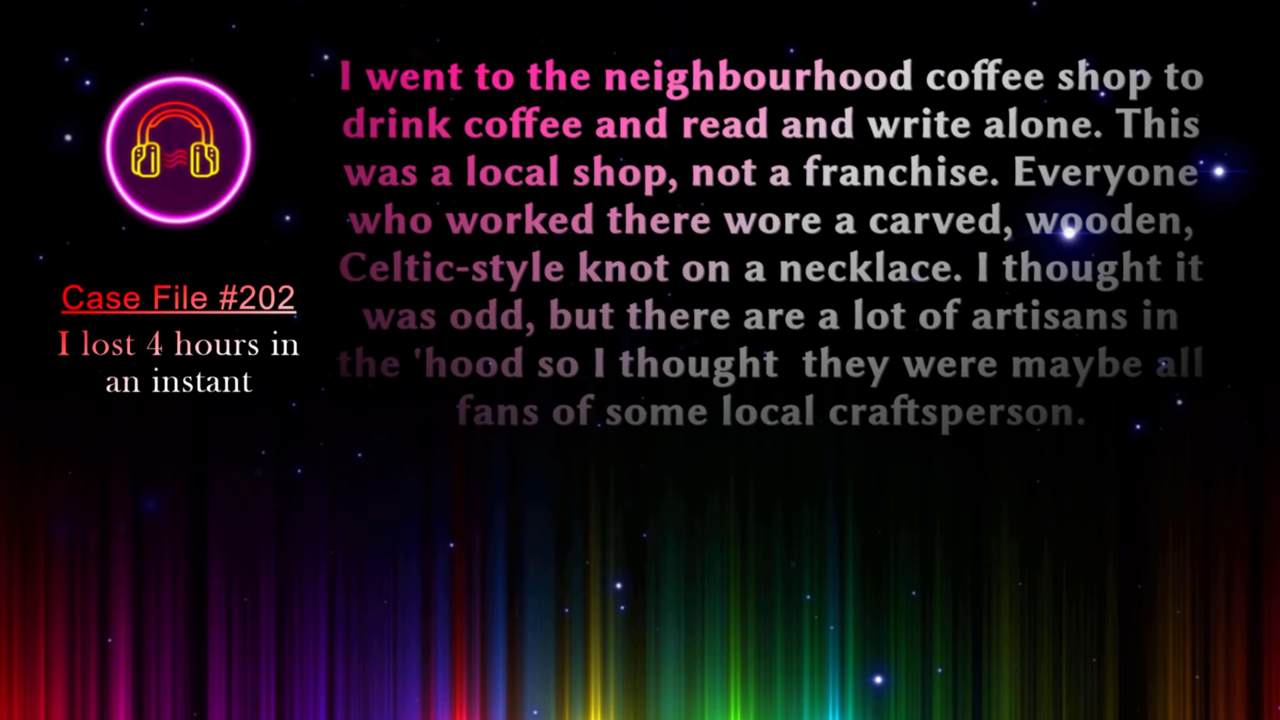 Case File #202
I lost 4 hours in
an instant
I went to the neighbourhood coffee shop to
drink coffee and read and write alone. This
was a local shop, not a franchise. Everyone
who worked there wore a carved, wooden,
Celtic-style knot on a necklace. I thought it
was odd, but there are a lot of artisans in
the 'hood so I thought  they were maybe all
fans of some local craftsperson.